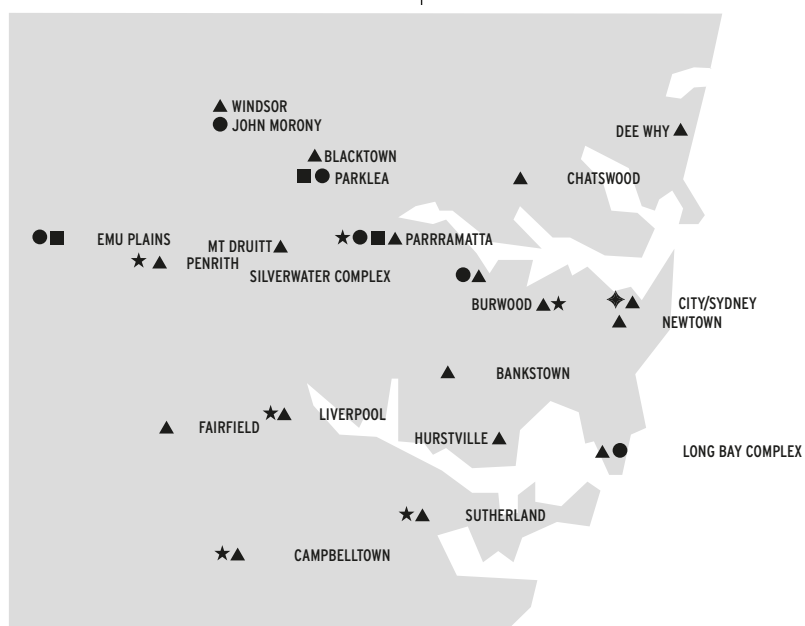 WINDSOR
JOHN MORONY
DEE WHY
BLACKTOWN
PARKLEA
CHATSWOOD
EMU PLAINS
MT DRUITT
PARRRAMATTA
PENRITH
SILVERWATER COMPLEX
BURWOOD
CITY/SYDNEY
NEWTOWN
BANKSTOWN
FAIRFIELD
LIVERPOOL
HURSTVILLE
LONG BAY COMPLEX
SUTHERLAND
CAMPBELLTOWN